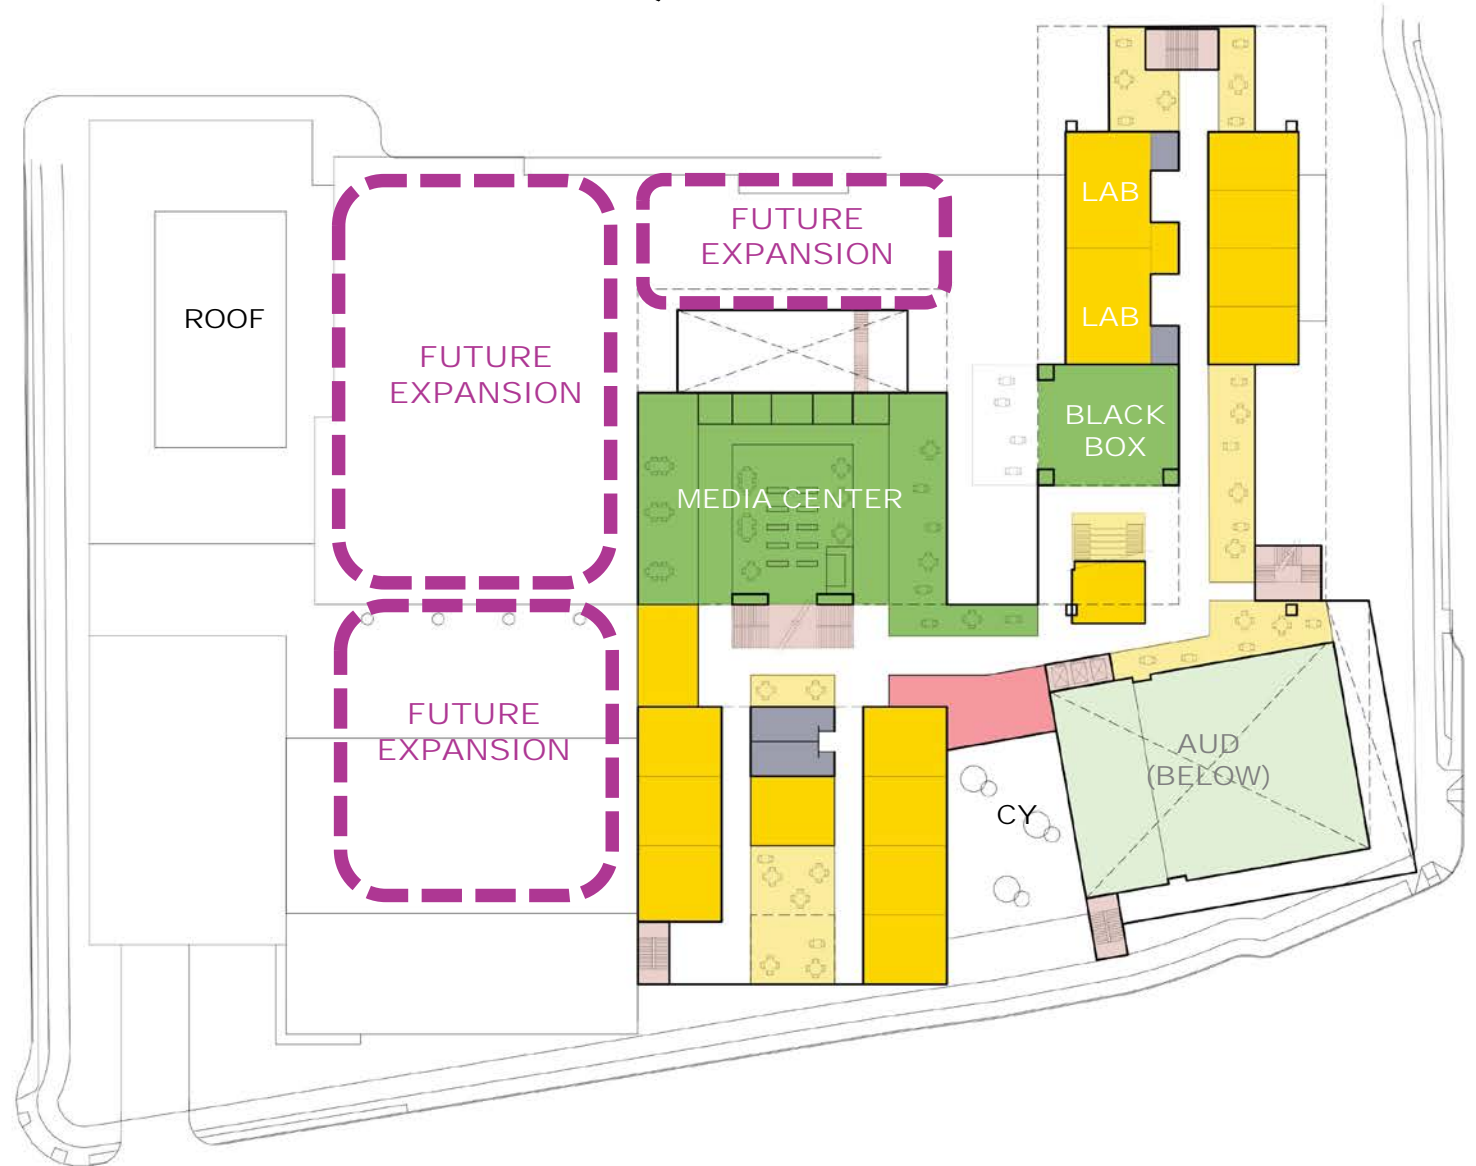 LAB
FUTURE
EXPANSION
ROOF
LAB
FUTURE
EXPANSION
BLACK
BOX
MEDIA CENTER
FUTURE
EXPANSION
AUD
(BELOW)
CY